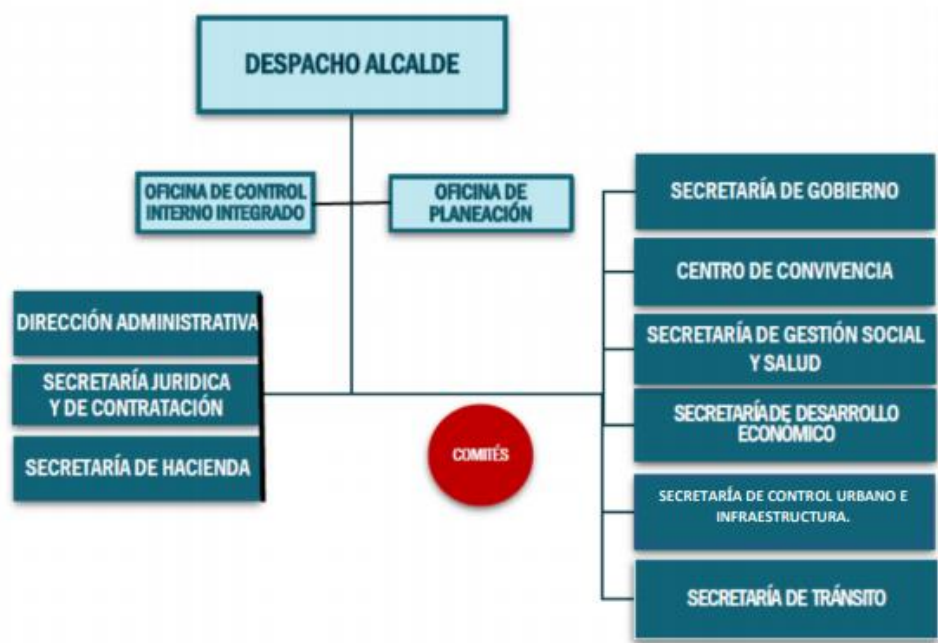 DESPACHO ALCALDE
OFICINA DE CONTROL
INTERNO INTEGRADO
OFICINA DE
PLANEACIÓN
DIRECCIÓN ADMINISTRATIVA
SECRETARÍA JURIDICA
Y DE CONTRATACIÓN
SECRETARÍA DE HACIENDA
COMITÉS
SECRETARÍA DE GOBIERNO
CENTRO DE CONVIVENCIA
SECRETARÍA DE GESTIÓN SOCIAL
Y SALUD
SECRETARÍA DE DESARROLLO
ECONÓMICO
SECRETARÍA DE CONTROL URBANO E
INFRAESTRUCTURA.
SECRETARÍA DE TRÁNSITO